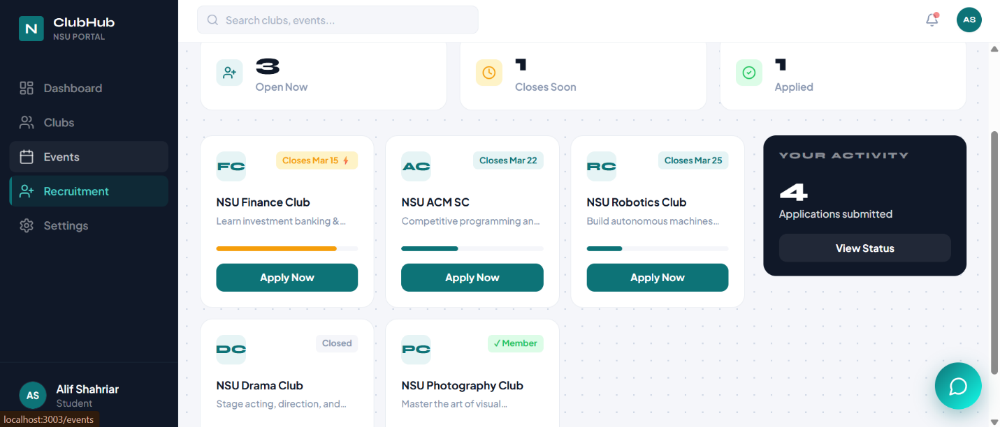 N
ClubHub
NSU PORTAL
Dashboard
Clubs
Events
Recruitment
Settings
AS
Alif Shahriar
Student
localhost:3003/events
Search clubs, events...
AS
3
Open Now
1
Closes Soon
1
Applied
FC
Closes Mar 15
NSU Finance Club
Learn investment banking &...
Apply Now
AC
Closes Mar 22
NSU ACM SC
Competitive programming an...
Apply Now
RC
Closes Mar 25
NSU Robotics Club
Build autonomous machines...
Apply Now
YOUR ACTIVITY
4
Applications submitted
View Status
DC
Closed
NSU Drama Club
Stage acting, direction, and...
PC
✓ Member
NSU Photography Club
Master the art of visual...